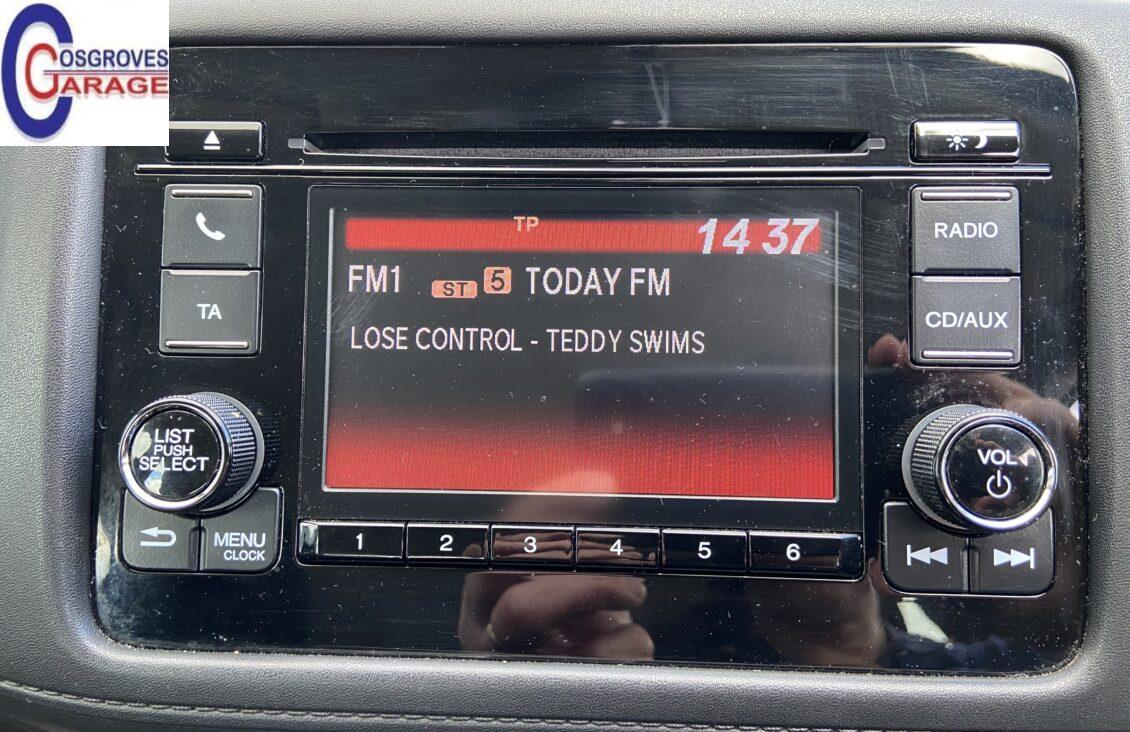 COSGROVES
GARAGE
TP 14 37
FM1 ST 5 TODAY FM
LOSE CONTROL - TEDDY SWIMS
TA
RADIO
CD/AUX
LIST
PUSH
SELECT
VOL
MENU
CLOCK
1 2 3 4 5 6